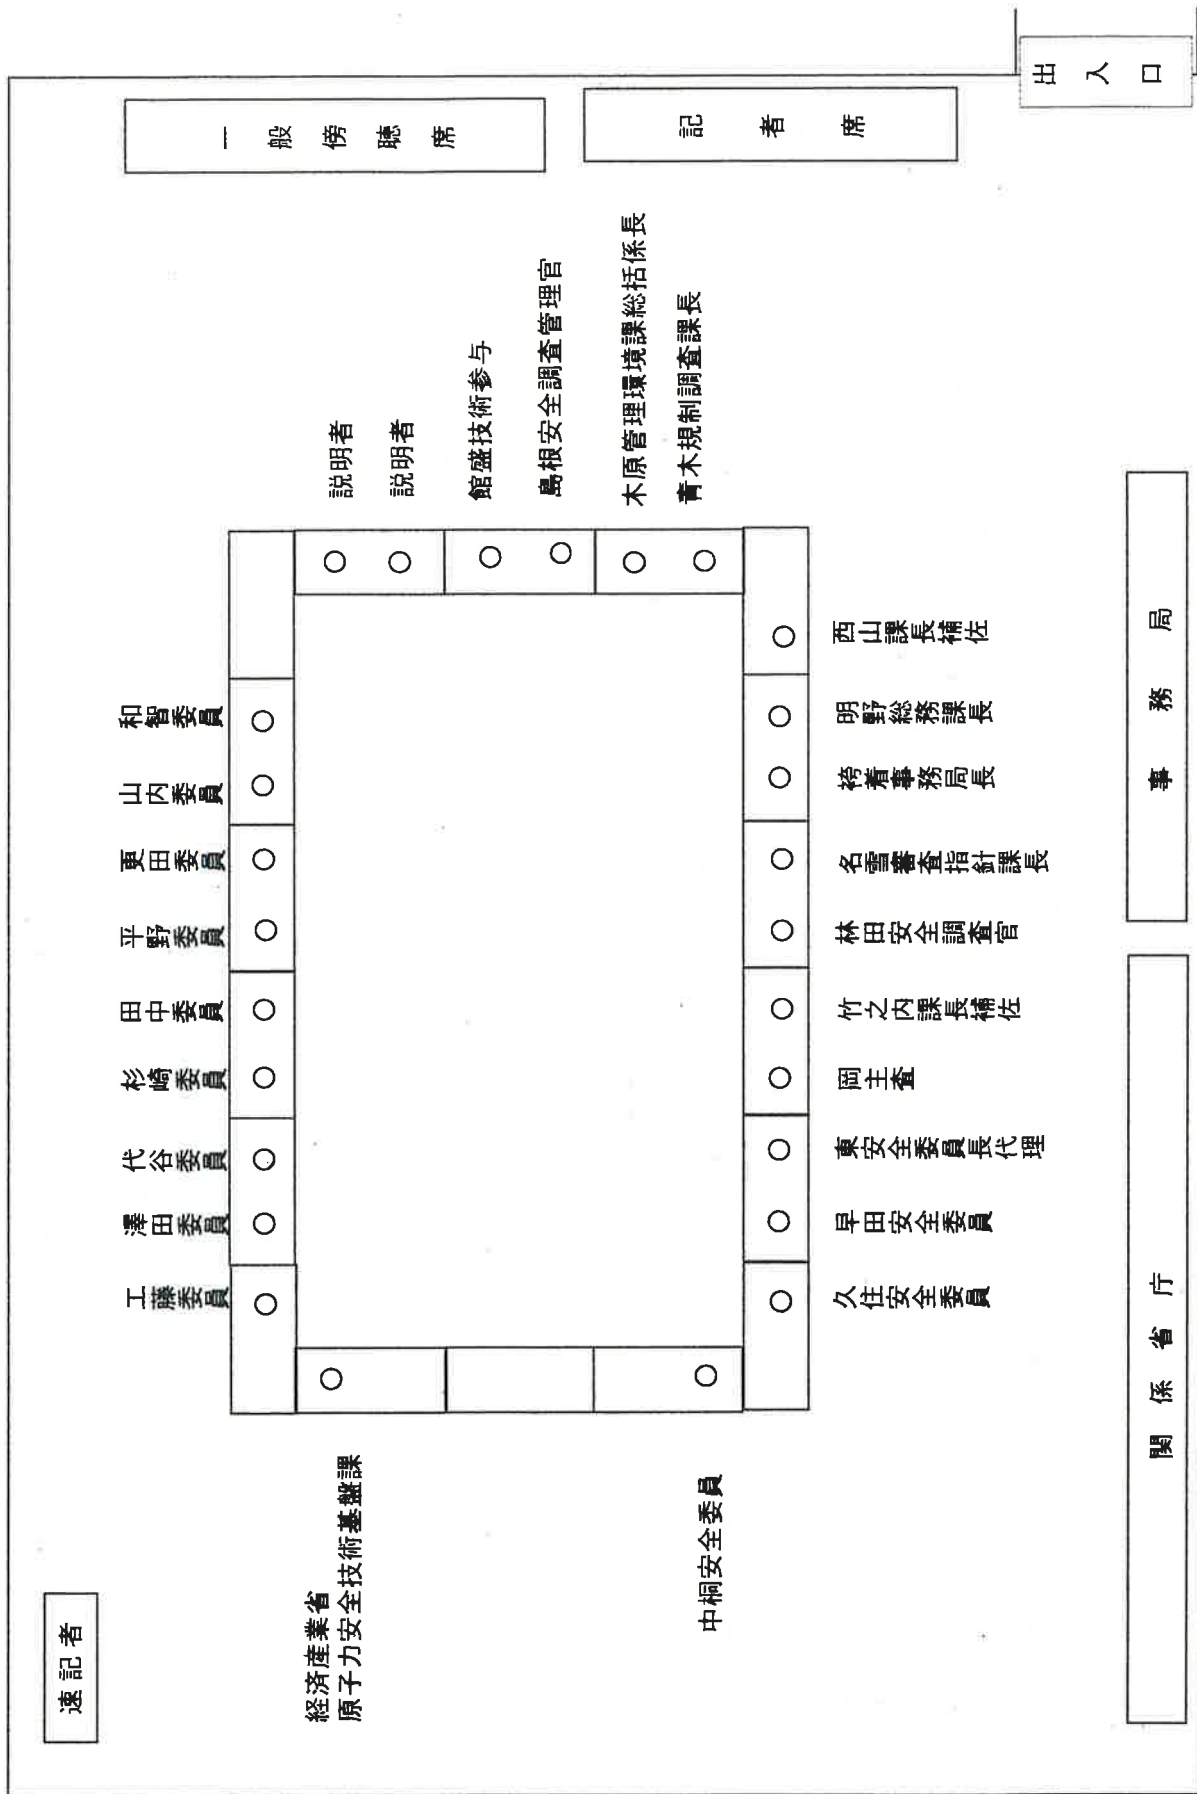 速記者
工藤委員
澤田委員
代谷委員
杉崎委員
田中委員
平野委員
更田委員
山内委員
和智委員
一般傍聴席
経済産業省
原子力安全技術基盤課
説明者
説明者
館盛技術参与
島根安全調査管理官
木原管理環境課総括係長
青木規制調査課長
記者席
中桐安全委員
久住安全委員
早田安全委員
東安全委員長代理
岡主査
竹之内課長補佐
林田安全調査官
名雪審査指針課長
袴着事務局長
明野総務課長
西山課長補佐
関係省庁
事務局
出入口